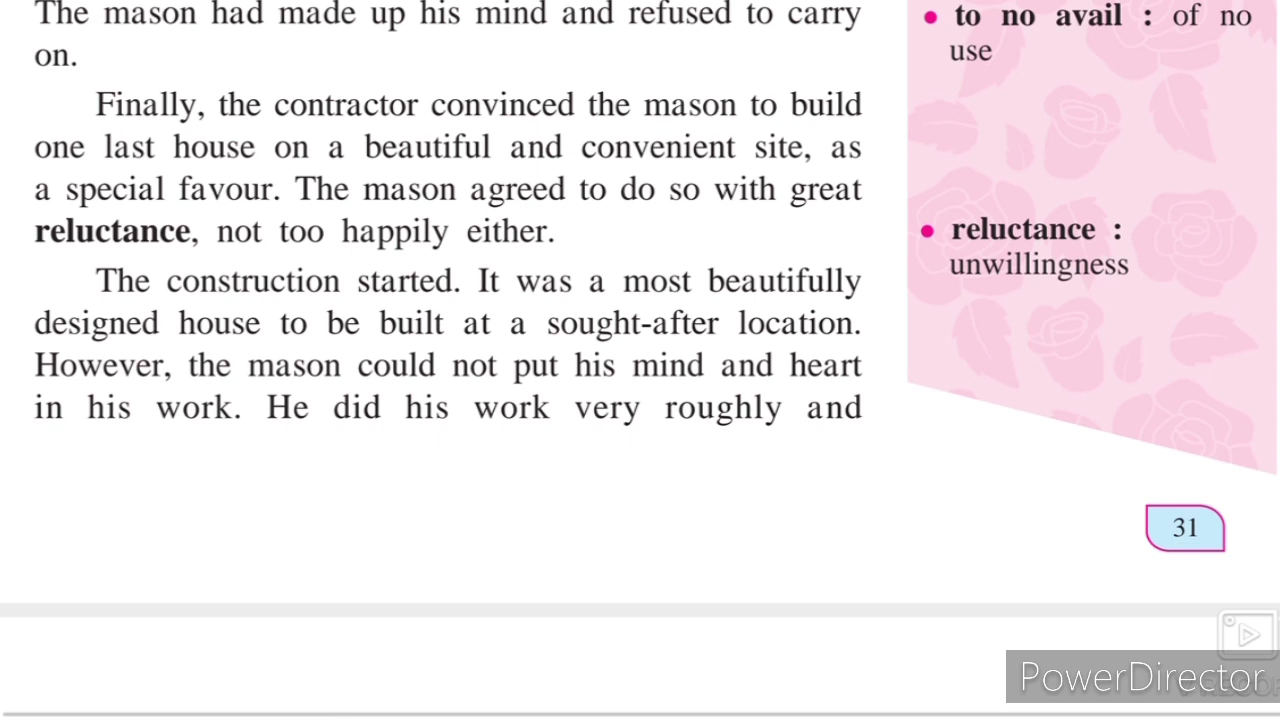 The mason had made up his mind and refused to carry
on.
Finally, the contractor convinced the mason to build
one last house on a beautiful and convenient site, as
a special favour. The mason agreed to do so with great
reluctance, not too happily either.
The construction started. It was a most beautifully
designed house to be built at a sought-after location.
However, the mason could not put his mind and heart
in his work. He did his work very roughly and
• to no avail : of no
use
• reluctance :
unwillingness
31
PowerDirector